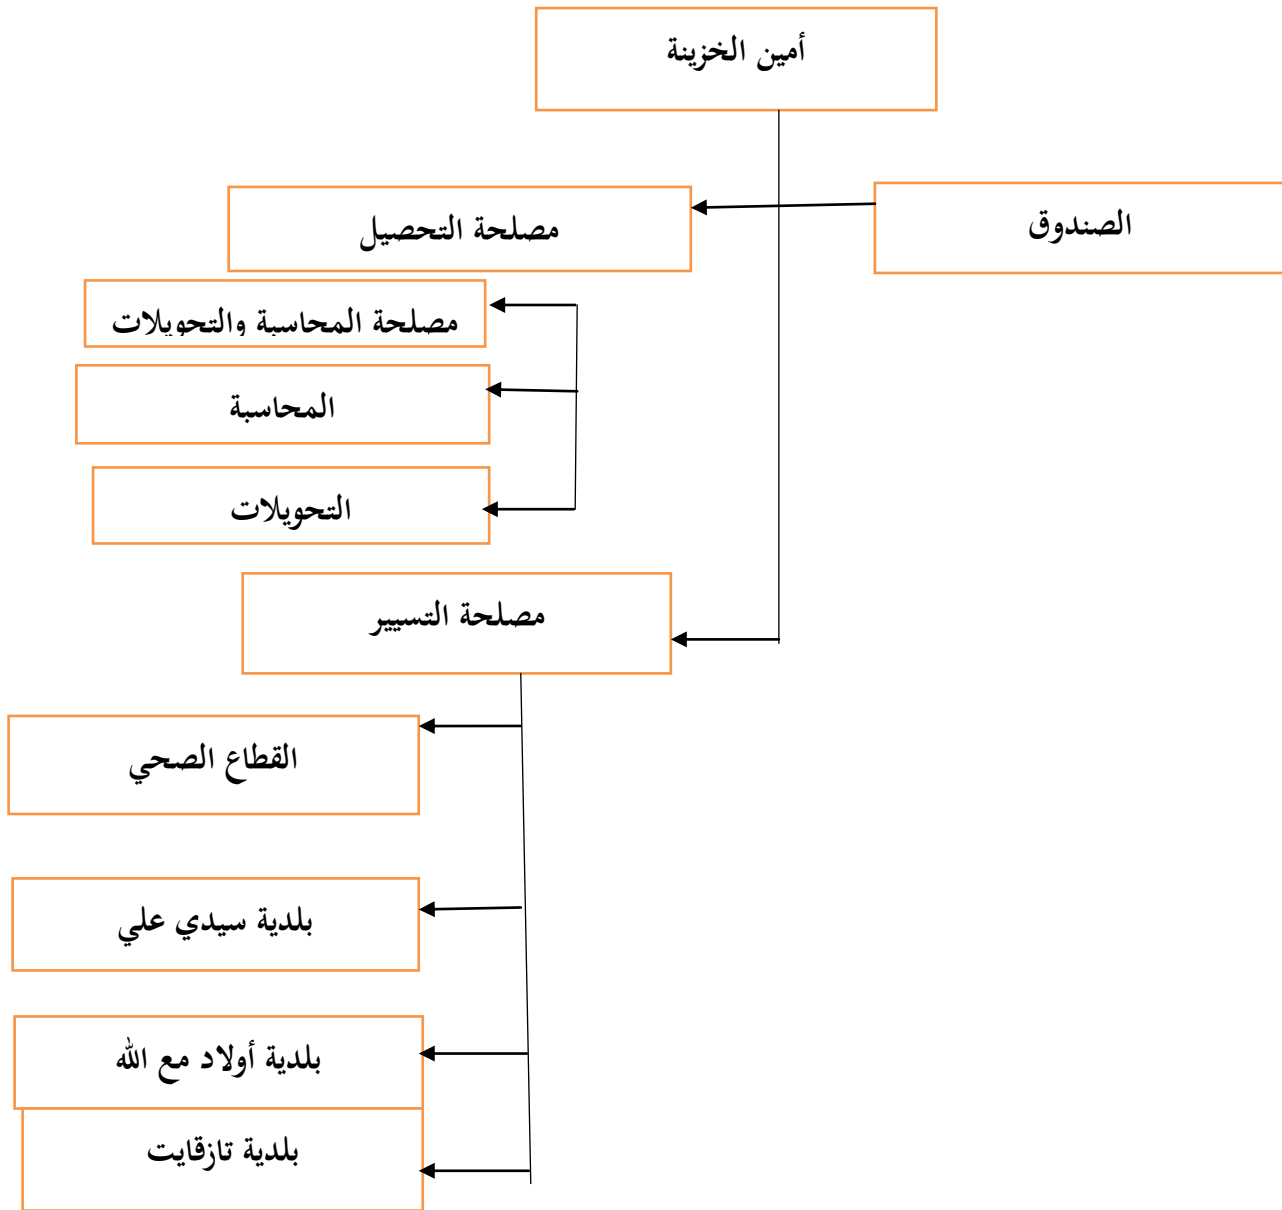 أمين الخزينة
الصندوق
مصلحة التحصيل
مصلحة المحاسبة والتحويلات
المحاسبة
التحويلات
مصلحة التسيير
القطاع الصحي
بلدية سيدي علي
بلدية أولاد مع الله
بلدية تازقايت